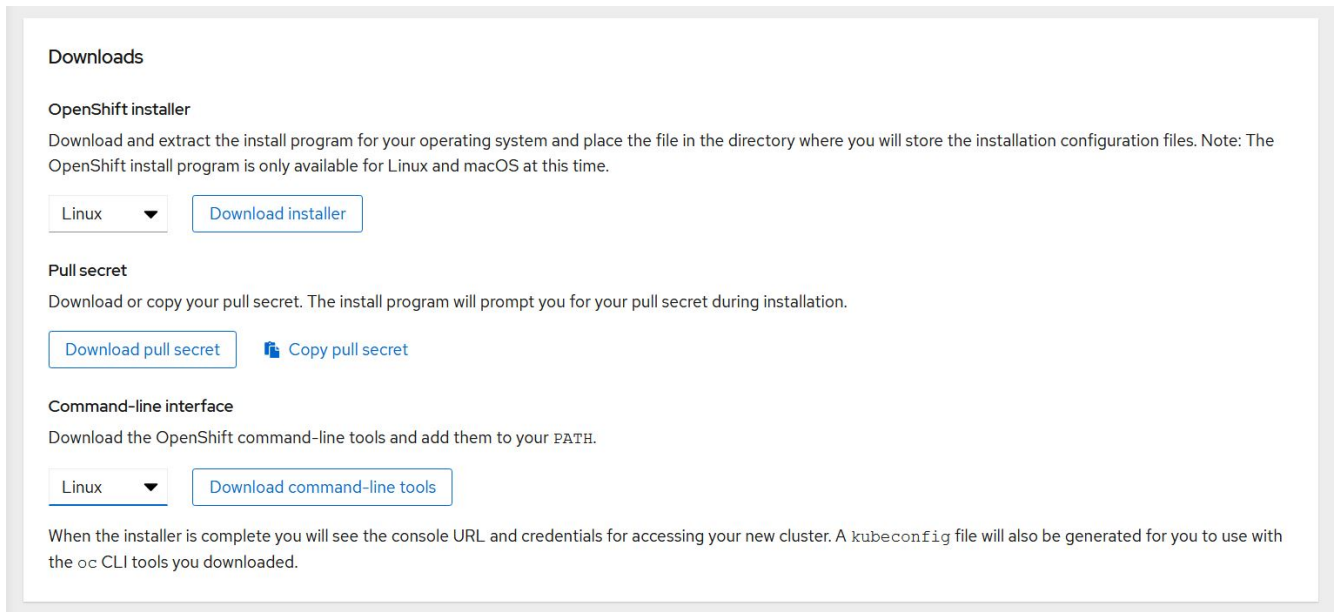 Downloads
OpenShift installer
Download and extract the install program for your operating system and place the file in the directory where you will store the installation configuration files. Note: The
OpenShift install program is only available for Linux and macOS at this time.
Linux Download installer
Pull secret
Download or copy your pull secret. The install program will prompt you for your pull secret during installation.
Download pull secret Copy pull secret
Command-line interface
Download the OpenShift command-line tools and add them to your PATH.
Linux Download command-line tools
When the installer is complete you will see the console URL and credentials for accessing your new cluster. A kubeconfig file will also be generated for you to use with
the oc CLI tools you downloaded.